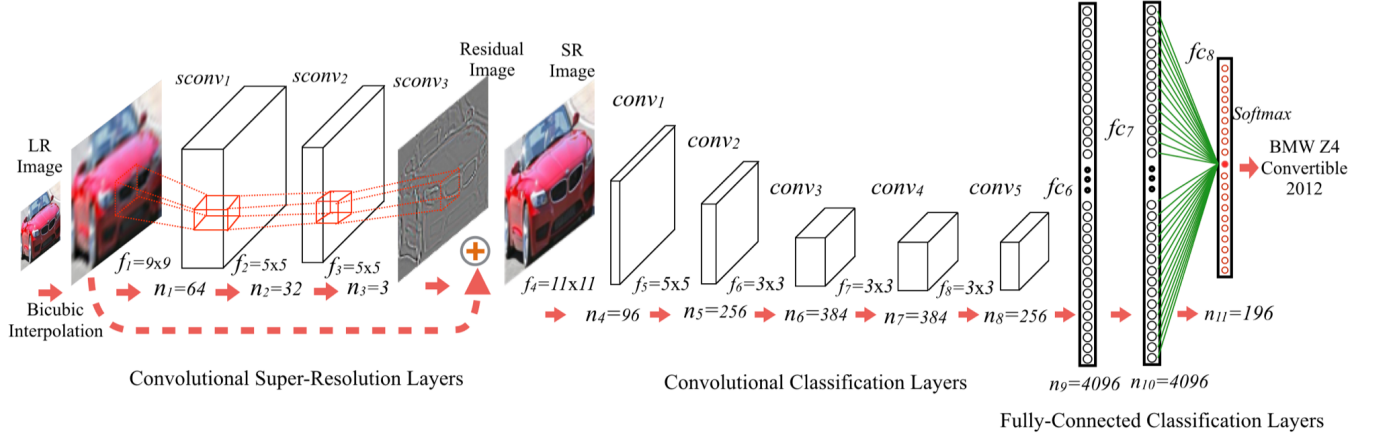 LR
Image
Bicubic
Interpolation
sconv1
sconv2
sconv3
Residual
Image
SR
Image
f1=9x9
n1=64
f2=5x5
n2=32
f3=5x5
n3=3
Convolutional Super-Resolution Layers
conv1
conv2
conv3
conv4
conv5
f4=11x11
n4=96
f5=5x5
n5=256
f6=3x3
n6=384
f7=3x3
n7=384
f8=3x3
n8=256
Convolutional Classification Layers
fc6
fc7
fc8
Softmax
BMW Z4
Convertible
2012
n11=196
n9=4096
n10=4096
Fully-Connected Classification Layers